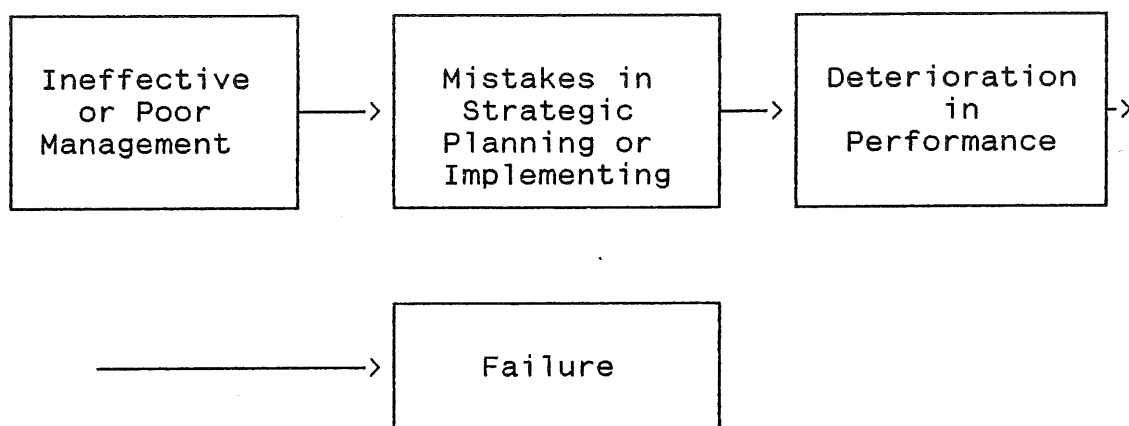 Ineffective
or Poor
Management
Mistakes in
Strategic
Planning or
Implementing
Deterioration
in
Performance
Failure